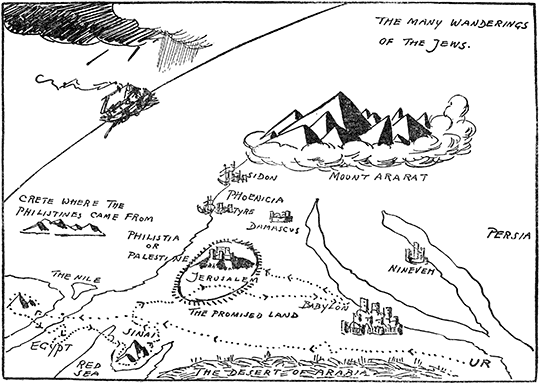 THE MANY WANDERINGS
OF THE JEWS.
SIDON
MOUNT ARARAT
PHOENICIA
TYRE
CRETE WHERE THE
PHILISTINES CAME FROM
DAMASCUS
PERSIA
PHILISTIA
OR
PALESTINE
NINEVEH
JERUSALEM
THE NILE
BABYLON
THE PROMISED LAND
SINAI
EGYPT
RED
SEA
UR
THE DESERT OF ARABIA